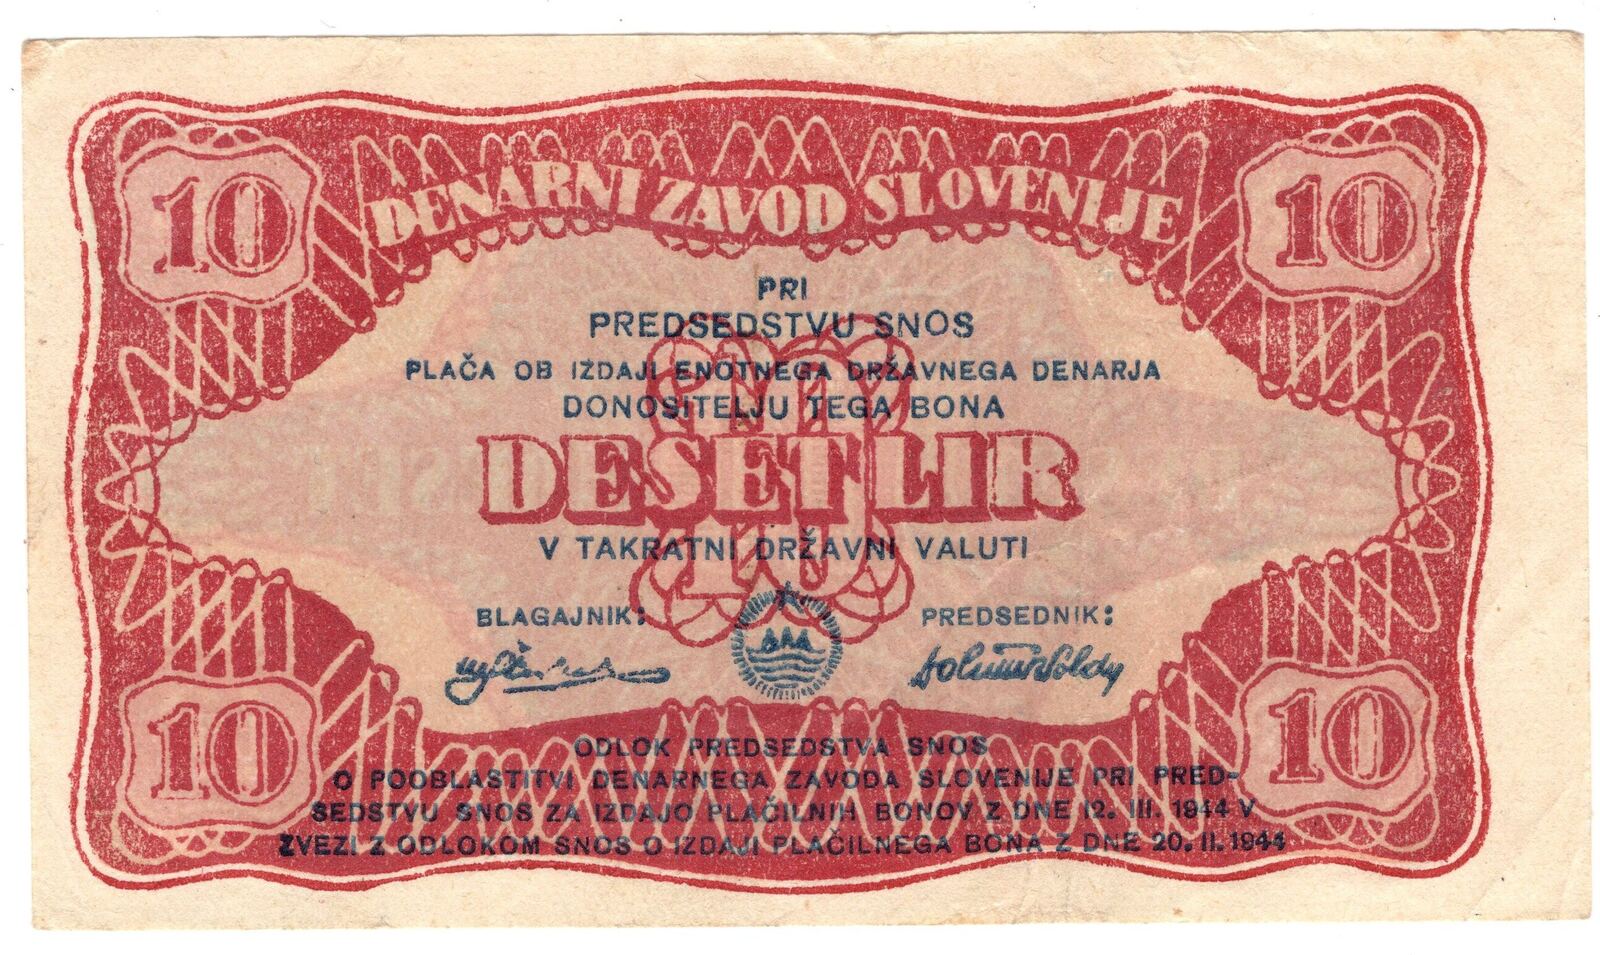 10 10
DENARNI ZAVOD SLOVENIJE
PRI
PREDSEDSTVU SNOS
PLAČA OB IZDAJI ENOTNEGA DRŽAVNEGA DENARJA
DONOSITELJU TEGA BONA
10
DESET LIR
V TAKRATNI DRŽAVNI VALUTI
10
BLAGAJNIK: PREDSEDNIK:
10 10
ODLOK PREDSEDSTVA SNOS
O POOBLASTITVI DENARNEGA ZAVODA SLOVENIJE PRI PRED-
SEDSTVU SNOS ZA IZDAJO PLAČILNIH BONOV Z DNE 12. III. 1944 V
ZVEZI Z ODLOKOM SNOS O IZDAJI PLAČILNEGA BONA Z DNE 20. II. 1944